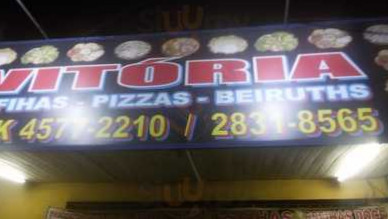 VITÓRIA
FIHAS - PIZZAS - BEIRUTHS
K 4577-2210 / 2831-8565